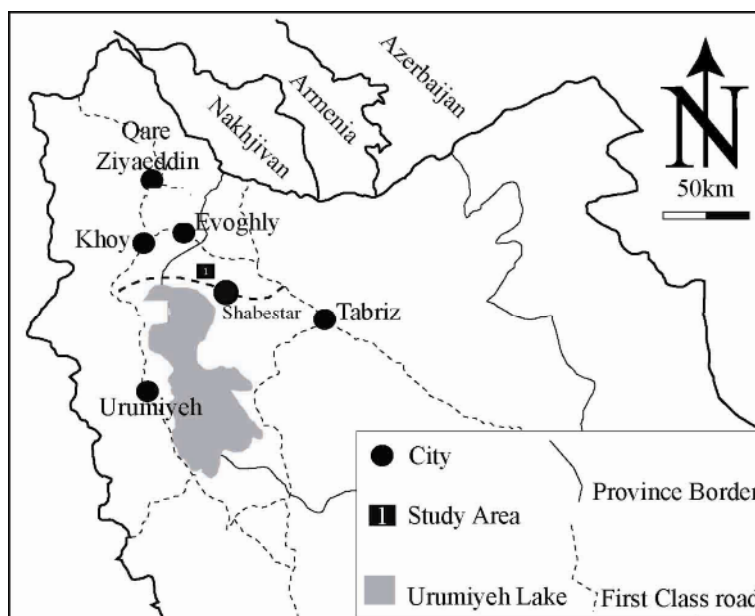 Azerbaijan
Armenia
Nakhjivan
N
50km
Qare
Ziyaeddin
Evoghly
Khoy
1
Shabestar
Tabriz
Urumiyeh
City
Province Border
1 Study Area
Urumiyeh Lake
First Class road